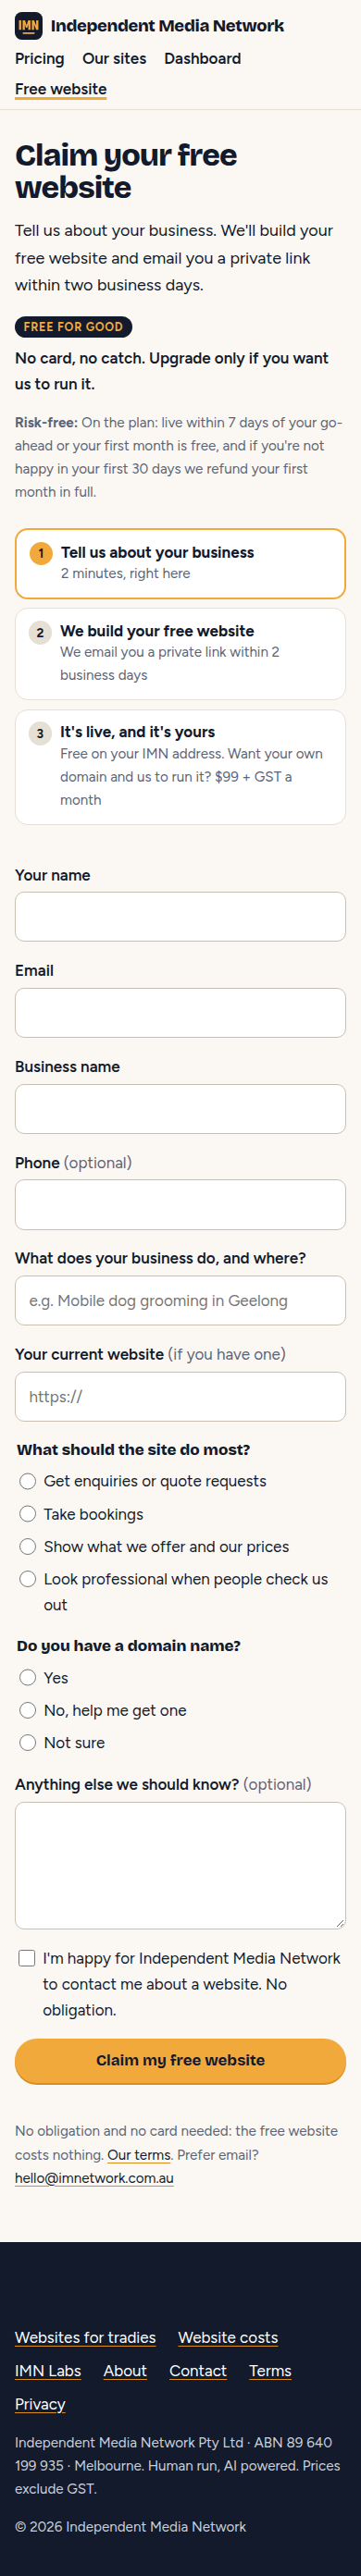 IMN Independent Media Network
Pricing Our sites Dashboard
Free website
Claim your free
website
Tell us about your business. We'll build your
free website and email you a private link
within two business days.
FREE FOR GOOD
No card, no catch. Upgrade only if you want
us to run it.
Risk-free: On the plan: live within 7 days of your go-
ahead or your first month is free, and if you're not
happy in your first 30 days we refund your first
month in full.
1 Tell us about your business
2 minutes, right here
2 We build your free website
We email you a private link within 2
business days
3 It's live, and it's yours
Free on your IMN address. Want your own
domain and us to run it? $99 + GST a
month
Your name
Email
Business name
Phone (optional)
What does your business do, and where?
e.g. Mobile dog grooming in Geelong
Your current website (if you have one)
https://
What should the site do most?
Get enquiries or quote requests
Take bookings
Show what we offer and our prices
Look professional when people check us
out
Do you have a domain name?
Yes
No, help me get one
Not sure
Anything else we should know? (optional)
I'm happy for Independent Media Network
to contact me about a website. No
obligation.
Claim my free website
No obligation and no card needed: the free website
costs nothing. Our terms. Prefer email?
hello@imnetwork.com.au
Websites for tradies Website costs
IMN Labs About Contact Terms
Privacy
Independent Media Network Pty Ltd · ABN 89 640
199 935 · Melbourne. Human run, AI powered. Prices
exclude GST.
© 2026 Independent Media Network